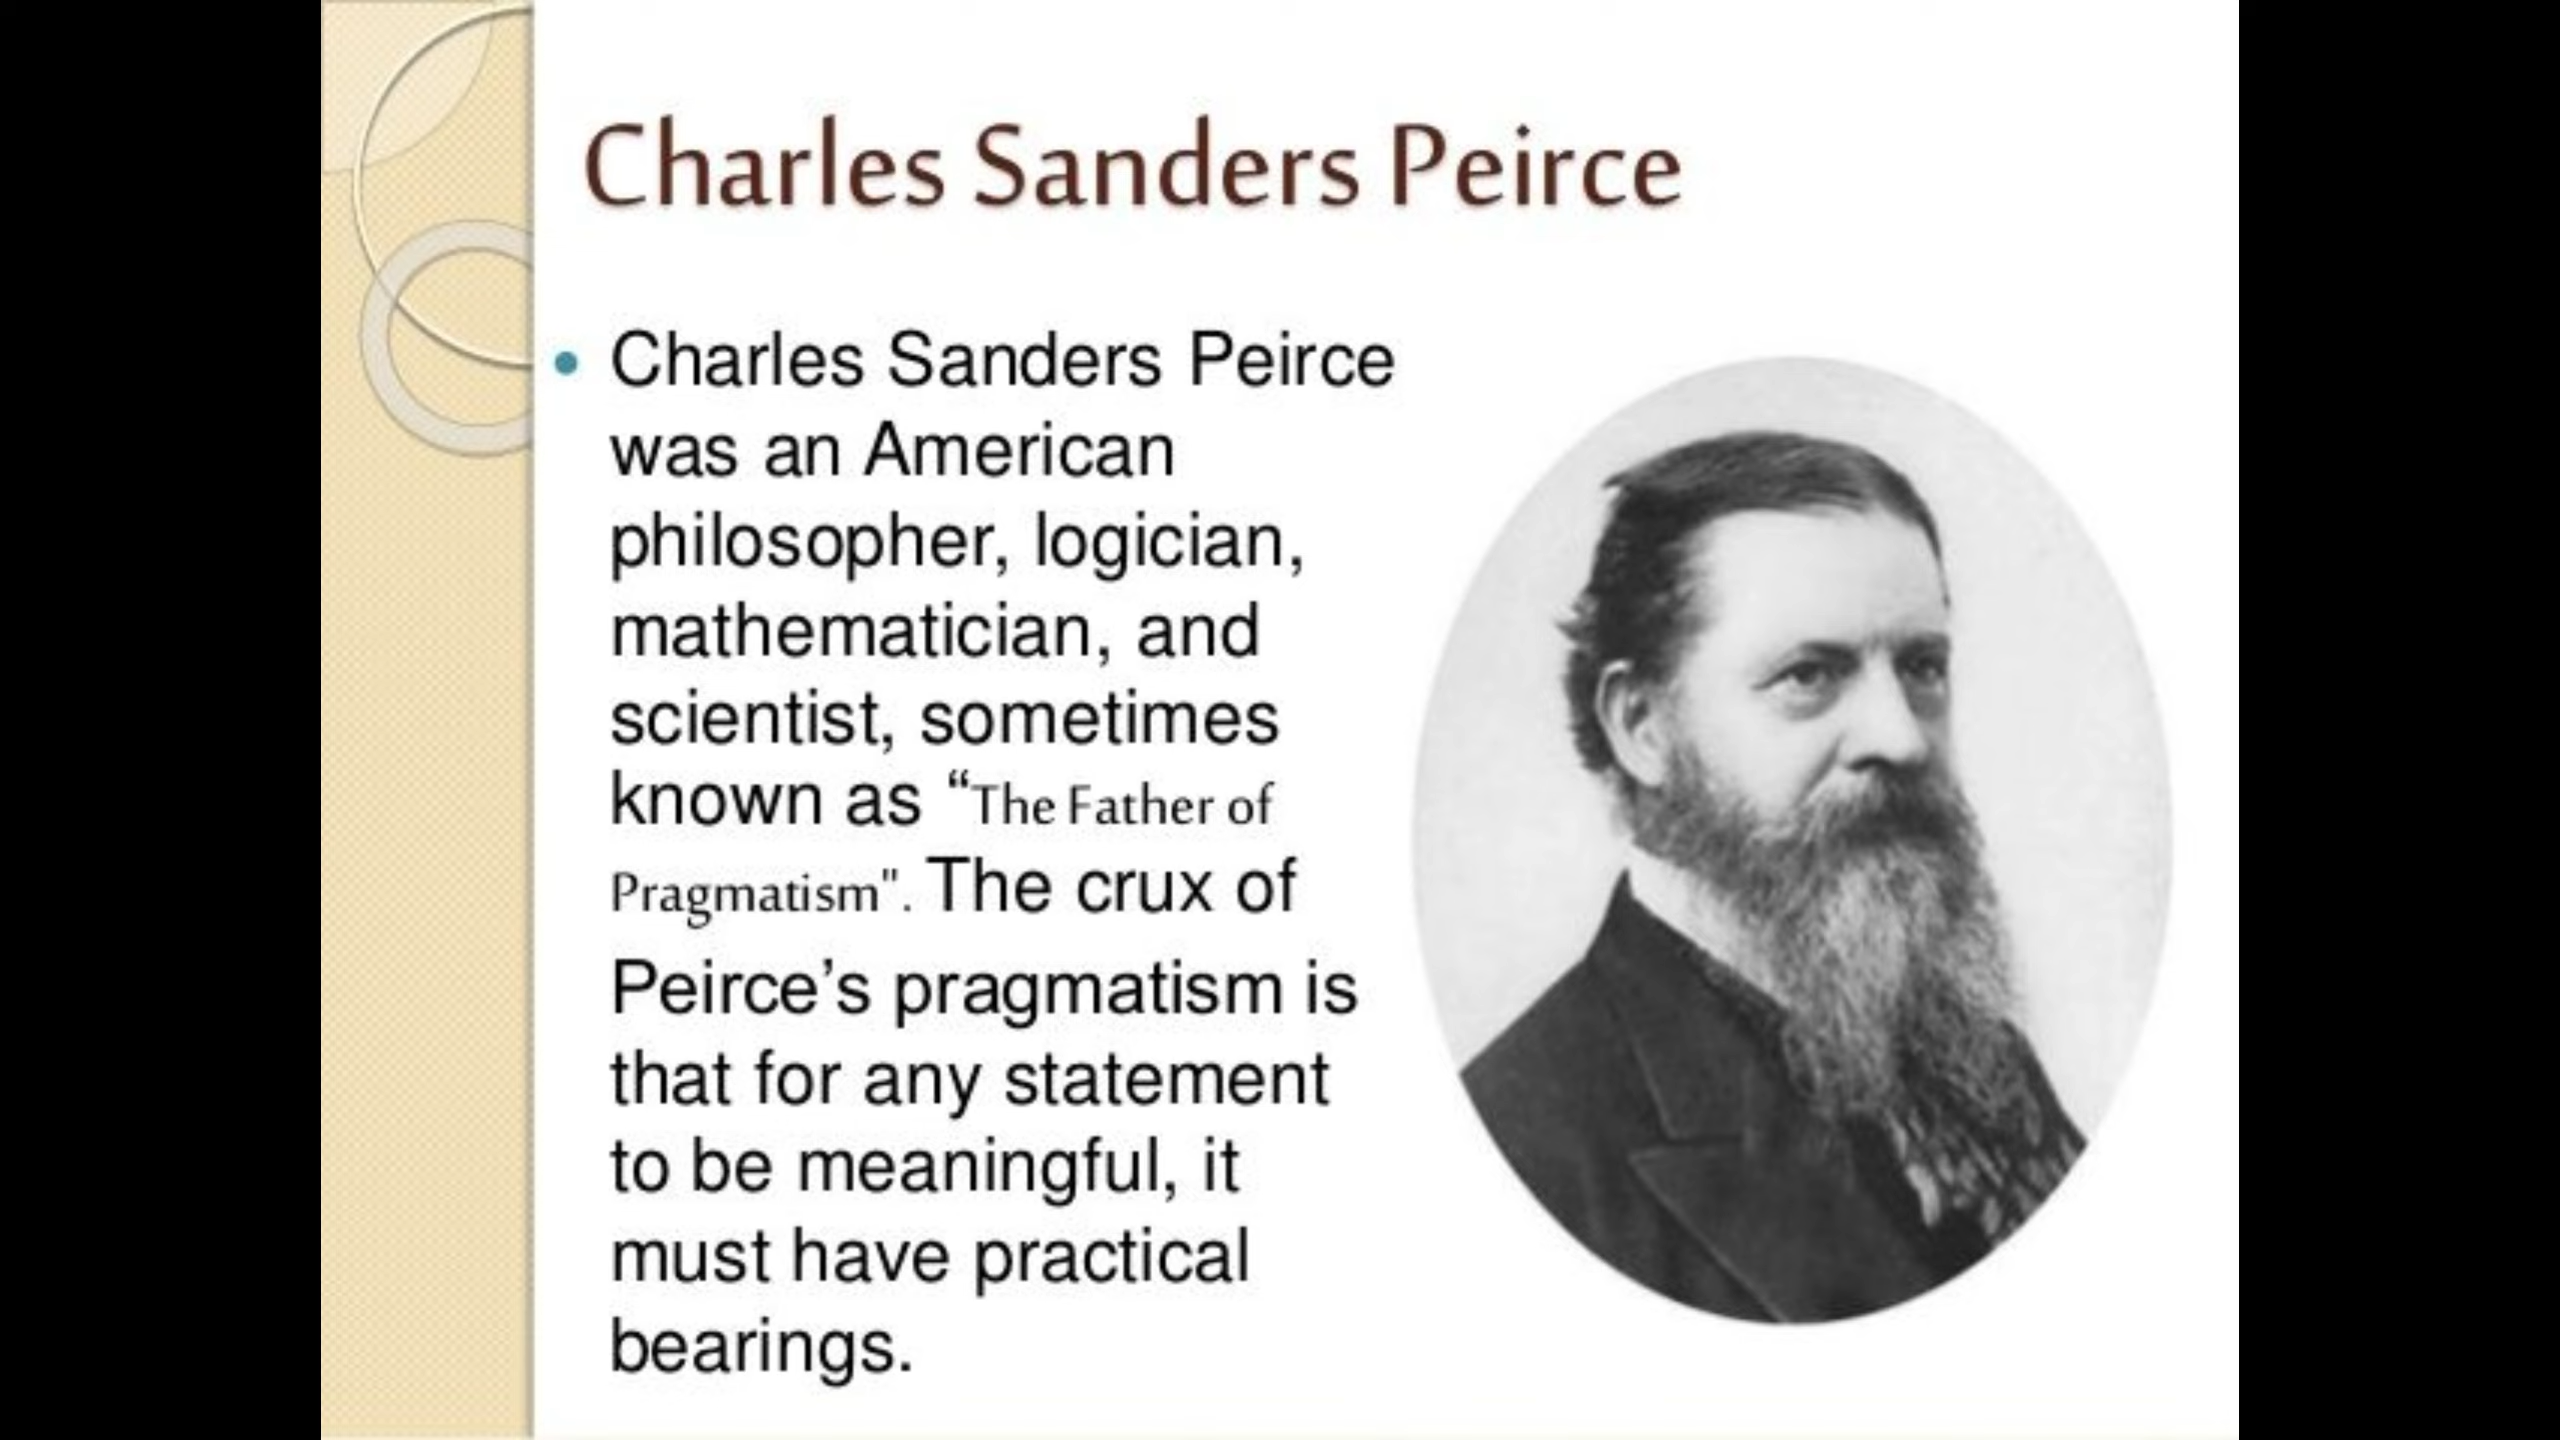 Charles Sanders Peirce
• Charles Sanders Peirce
was an American
philosopher, logician,
mathematician, and
scientist, sometimes
known as “The Father of
Pragmatism". The crux of
Peirce’s pragmatism is
that for any statement
to be meaningful, it
must have practical
bearings.